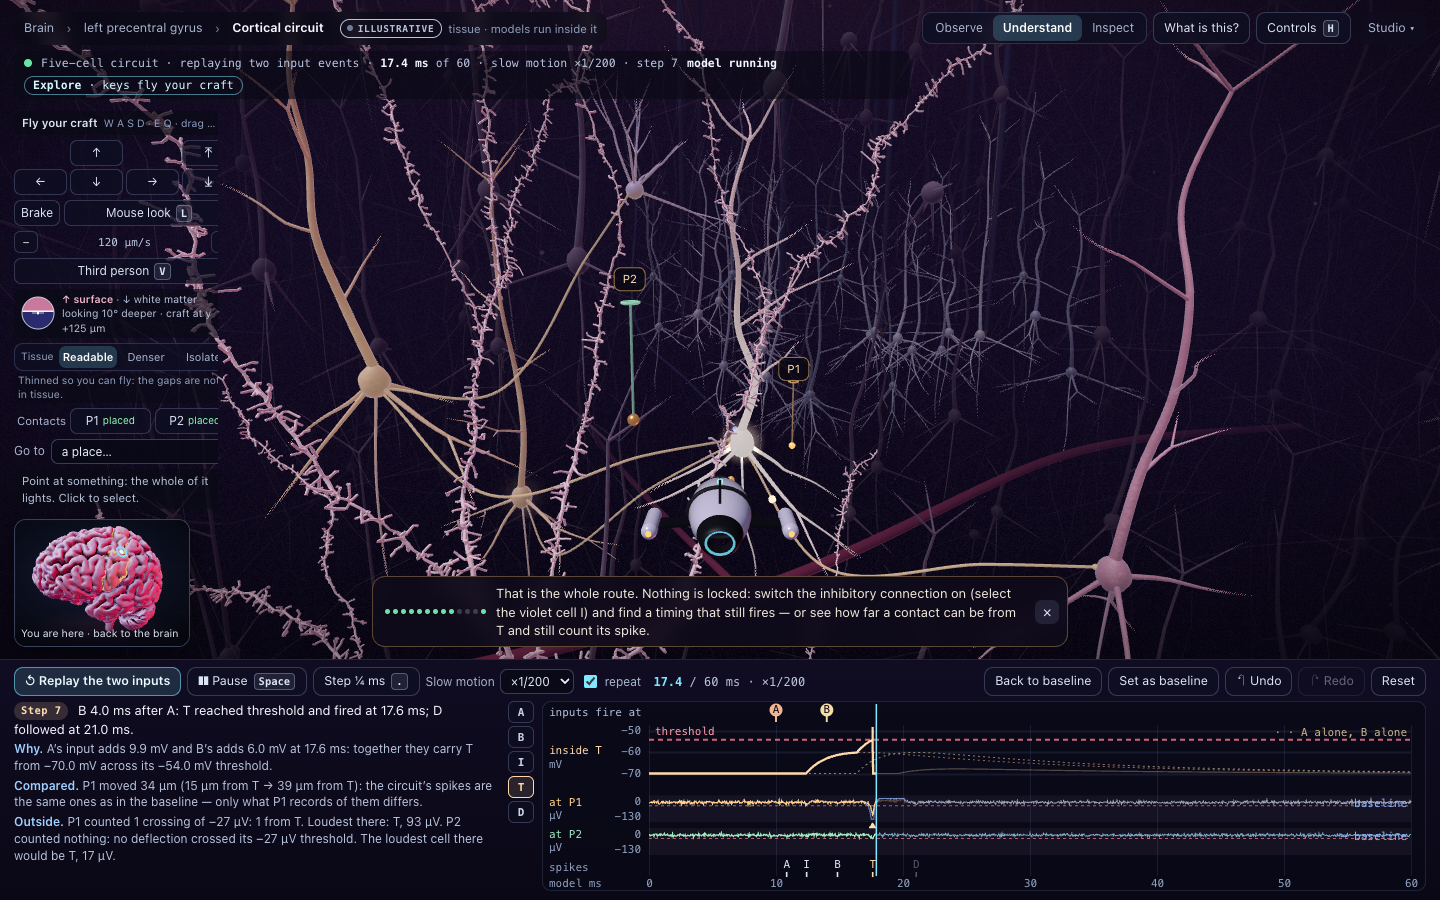 Brain › left precentral gyrus › Cortical circuit ILLUSTRATIVE tissue · models run inside it
Observe Understand Inspect What is this? Controls H Studio
Five-cell circuit · replaying two input events · 17.4 ms of 60 · slow motion ×1/200 · step 7 model running
Explore · keys fly your craft
Fly your craft W A S D · E Q · drag ...
↑
← ↓ →
Brake Mouse look L
− 120 µm/s
Third person V
↑ surface · ↓ white matter
looking 10° deeper · craft at y
+125 µm
Tissue Readable Denser Isolate
Thinned so you can fly: the gaps are not
in tissue.
Contacts P1 placed P2 placed
Go to a place...
Point at something: the whole of it
lights. Click to select.
You are here · back to the brain
P2
P1
That is the whole route. Nothing is locked: switch the inhibitory connection on (select
the violet cell I) and find a timing that still fires — or see how far a contact can be from
T and still count its spike.
×
Replay the two inputs Pause Space Step ¼ ms . Slow motion ×1/200 repeat 17.4 / 60 ms · ×1/200
Back to baseline Set as baseline Undo Redo Reset
Step 7 B 4.0 ms after A: T reached threshold and fired at 17.6 ms; D
followed at 21.0 ms.
Why. A's input adds 9.9 mV and B's adds 6.0 mV at 17.6 ms: together they carry T
from −70.0 mV across its −54.0 mV threshold.
Compared. P1 moved 34 µm (15 µm from T → 39 µm from T): the circuit's spikes are
the same ones as in the baseline — only what P1 records of them differs.
Outside. P1 counted 1 crossing of −27 µV: 1 from T. Loudest there: T, 93 µV. P2
counted nothing: no deflection crossed its −27 µV threshold. The loudest cell there
would be T, 17 µV.
A
B
I
T
D
inputs fire at A B
−50 threshold · · A alone, B alone
inside T −60
mV
−70
at P1 0 baseline
µV −130
at P2 0 baseline
µV −130
spikes A I B T D
model ms 0 10 20 30 40 50 60